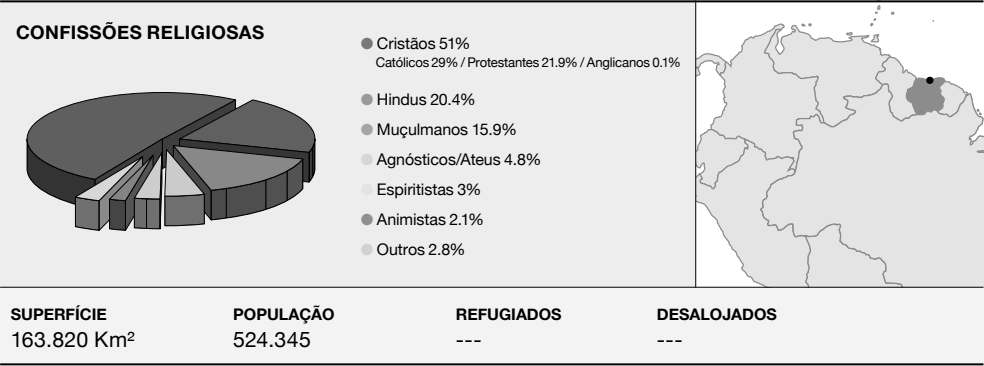 CONFISSÕES RELIGIOSAS
Cristãos 51%
Católicos 29% / Protestantes 21.9% / Anglicanos 0.1%
Hindus 20.4%
Muçulmanos 15.9%
Agnósticos/Ateus 4.8%
Espiritistas 3%
Animistas 2.1%
Outros 2.8%
SUPERFÍCIE
163.820 Km²
POPULAÇÃO
524.345
REFUGIADOS
---
DESALOJADOS
---